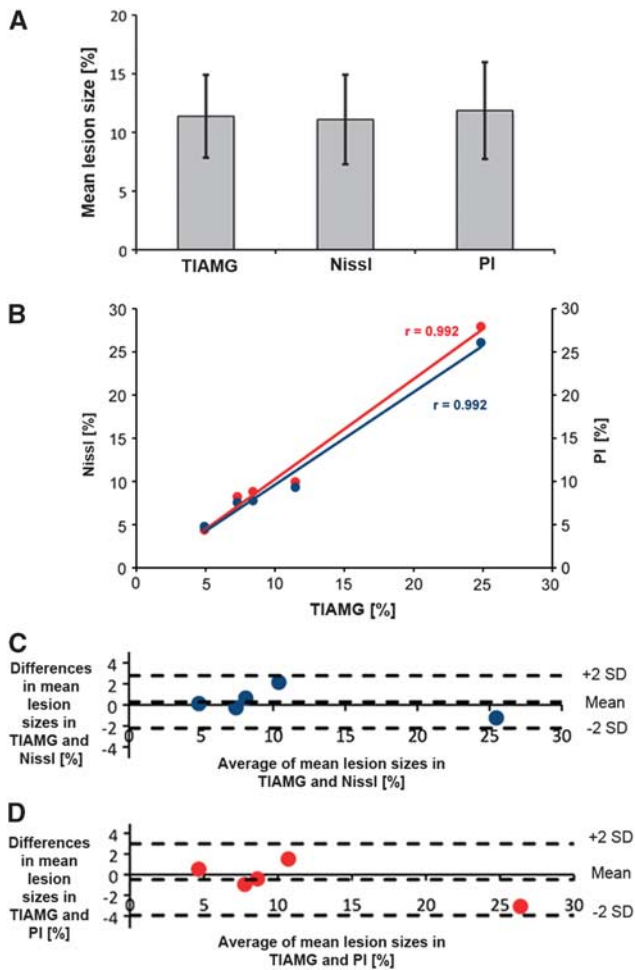 A
20
15
10
5
0
Mean lesion size [%]
TIAMG Nissl PI
B
30
25
20
15
10
5
0
Nissl [%]
r = 0.992
r = 0.992
30
25
20
15
10
5
0
PI [%]
0 5 10 15 20 25 30
TIAMG [%]
C
Differences
in mean
lesion
sizes in
TIAMG and
Nissl [%]
4
2
0
-2
-4
+2 SD
Mean
-2 SD
0 5 10 15 20 25 30
Average of mean lesion sizes in
TIAMG and Nissl [%]
D
Differences
in mean
lesion
sizes in
TIAMG and
PI [%]
4
2
0
-2
-4
+2 SD
Mean
-2 SD
0 5 10 15 20 25 30
Average of mean lesion sizes in
TIAMG and PI [%]